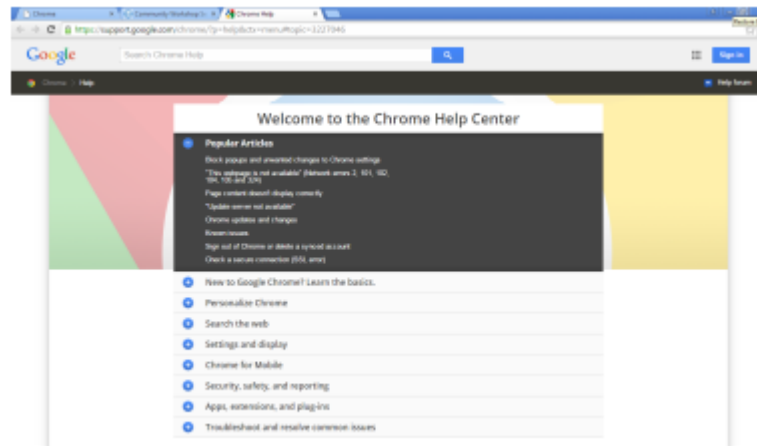 Chrome
Community Workshop
Chrome Help
Restore
https://support.google.com/chrome/?p=help&ctx=menu#topic=3227046
Google
Search Chrome Help
Sign in
Chrome
Help
Help forum
Welcome to the Chrome Help Center
Popular Articles
Block popups and unwanted changes to Chrome settings
"This webpage is not available" (Network errors 2, 101, 102,
104, 105 and 324)
Page content doesn't display correctly
"Update server not available"
Chrome updates and changes
Known issues
Sign out of Chrome or delete a synced account
Check a secure connection (SSL error)
New to Google Chrome? Learn the basics.
Personalize Chrome
Search the web
Settings and display
Chrome for Mobile
Security, safety, and reporting
Apps, extensions, and plug-ins
Troubleshoot and resolve common issues